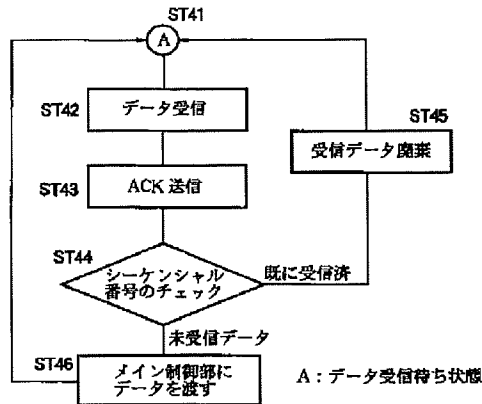 ST41
A
ST42
データ受信
ST45
受信データ廃棄
ST43
ACK 送信
ST44
シーケンシャル
番号のチェック
既に受信済
未受信データ
ST46
メイン制御部に
データを渡す
A：データ受信待ち状態